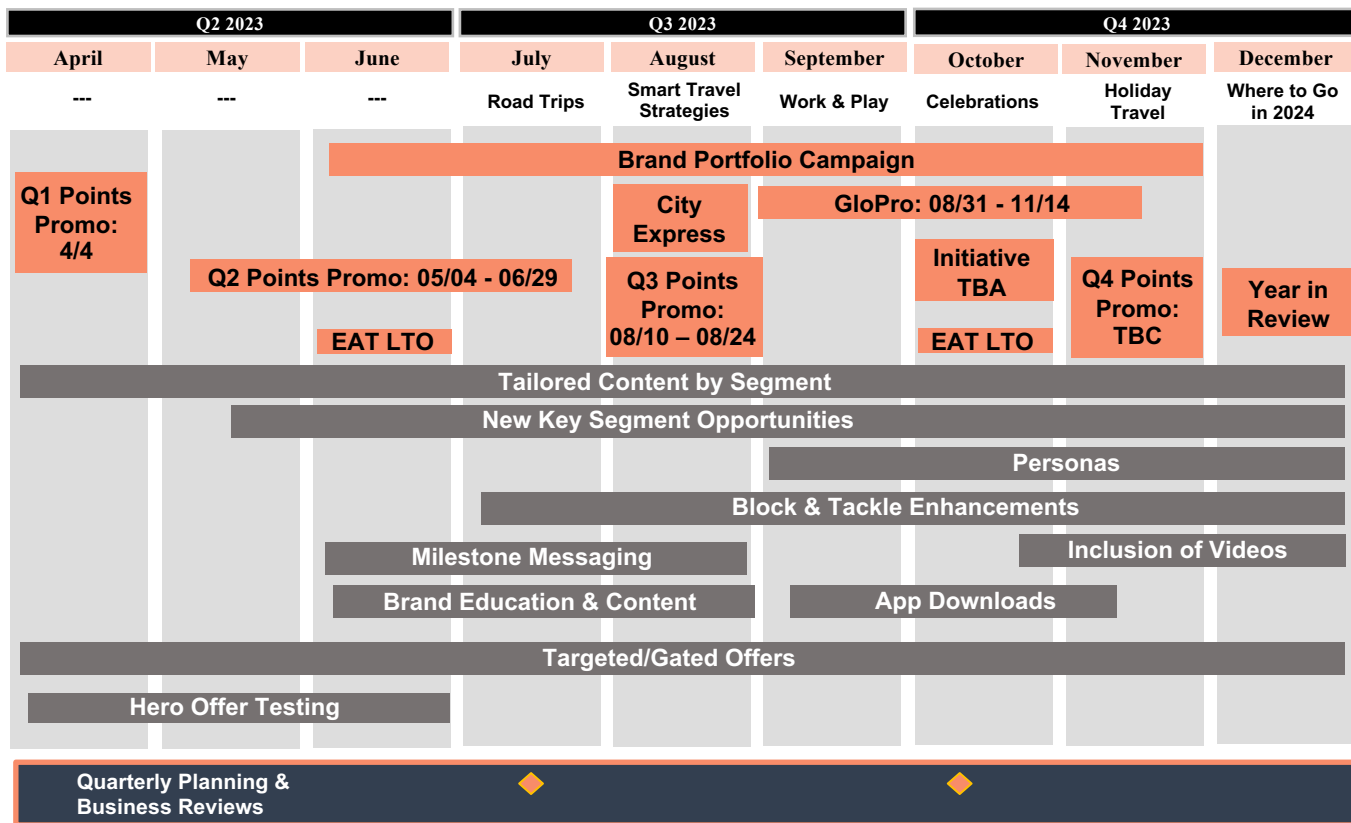 Q2 2023
Q3 2023
Q4 2023
April
May
June
July
August
September
October
November
December
---
---
---
Road Trips
Smart Travel
Strategies
Work & Play
Celebrations
Holiday
Travel
Where to Go
in 2024
Brand Portfolio Campaign
Q1 Points
Promo:
4/4
City
Express
GloPro: 08/31 - 11/14
Q2 Points Promo: 05/04 - 06/29
Q3 Points
Promo:
08/10 – 08/24
Initiative
TBA
Q4 Points
Promo:
TBC
Year in
Review
EAT LTO
EAT LTO
Tailored Content by Segment
New Key Segment Opportunities
Personas
Block & Tackle Enhancements
Milestone Messaging
Inclusion of Videos
Brand Education & Content
App Downloads
Targeted/Gated Offers
Hero Offer Testing
Quarterly Planning &
Business Reviews